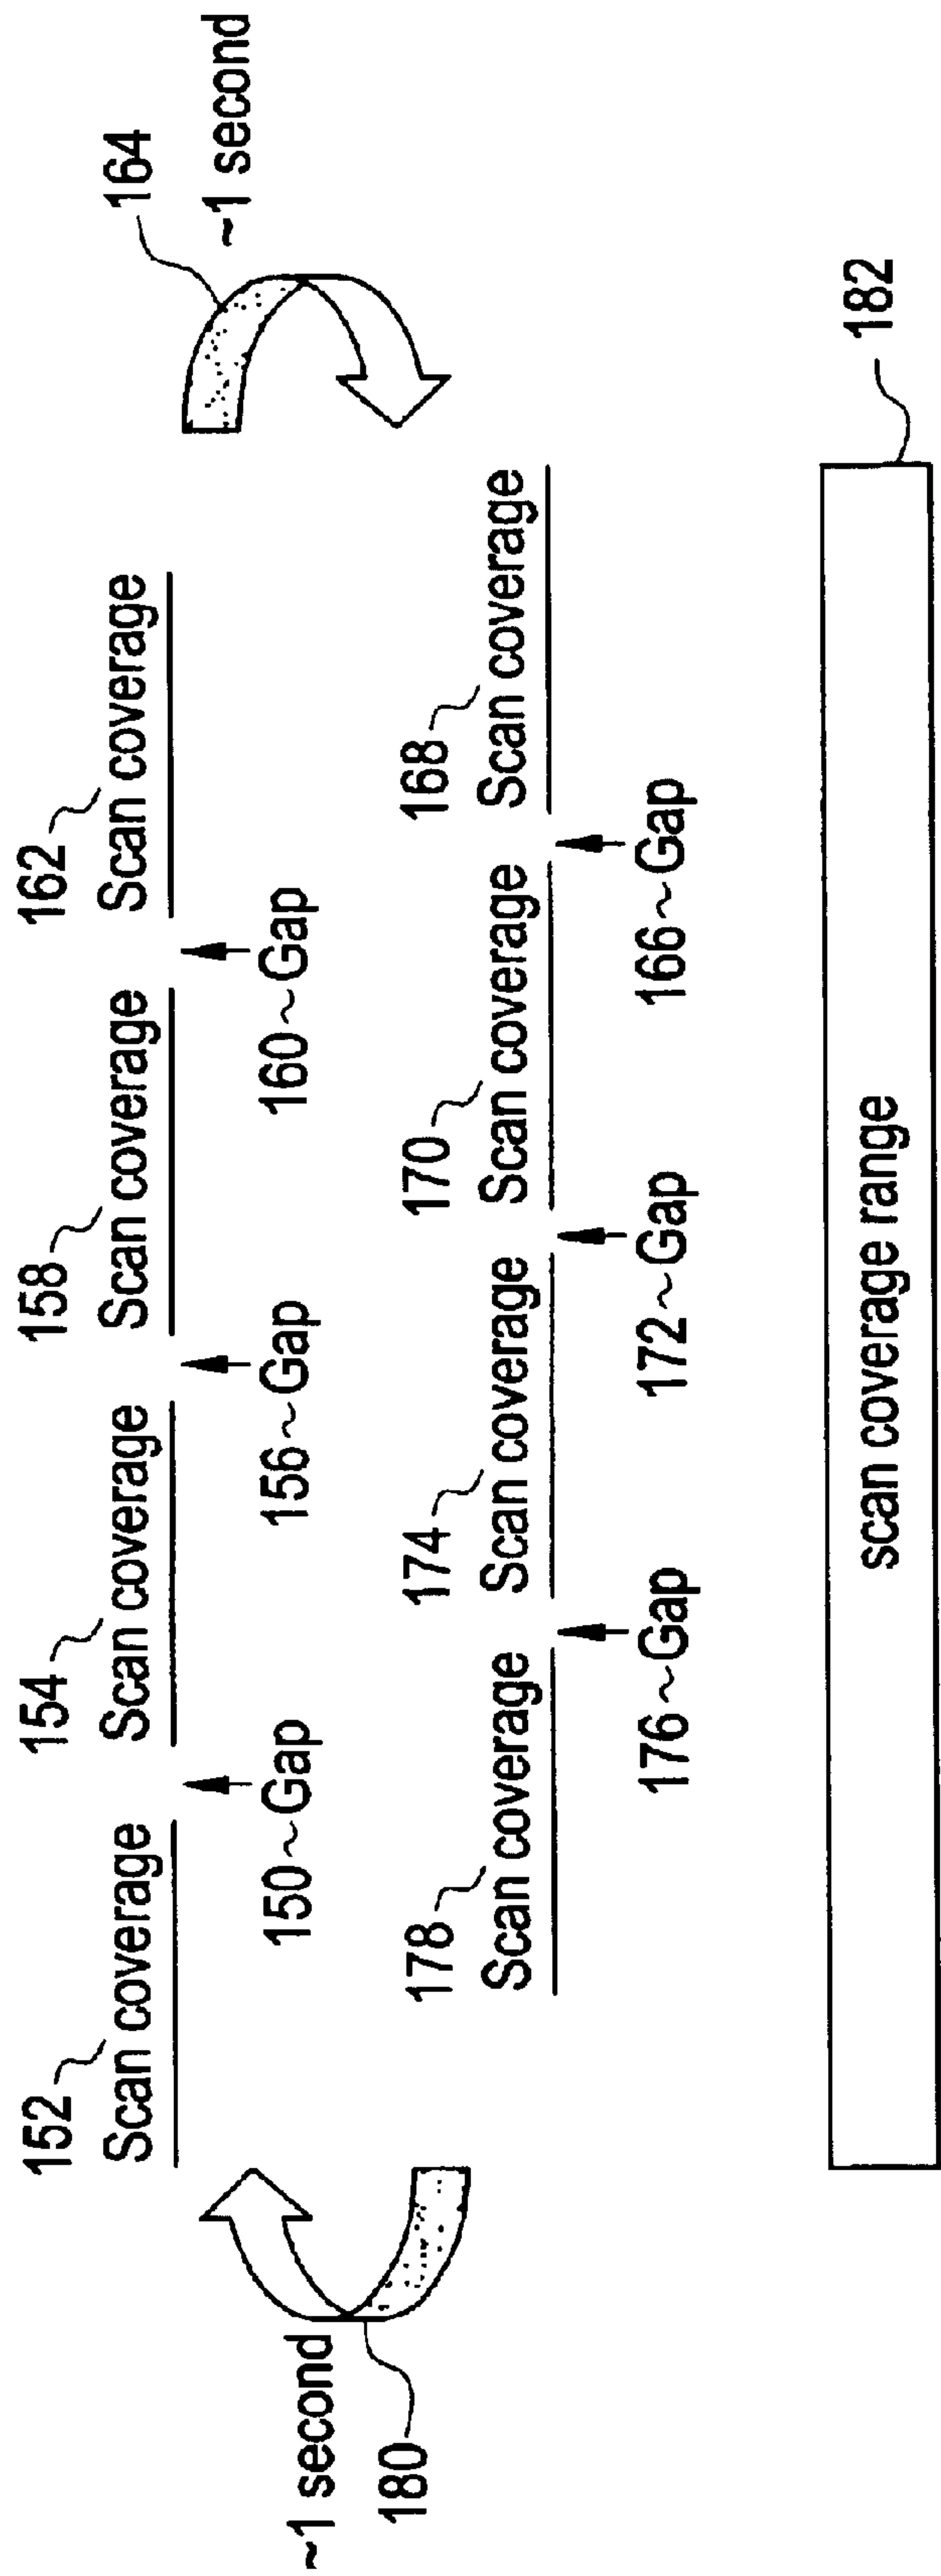 152 154 158 162 164
Scan coverage Scan coverage Scan coverage Scan coverage
~1 second
150~Gap 156~Gap 160~Gap
~1 second
180
178 174 170 168
Scan coverage Scan coverage Scan coverage Scan coverage
176~Gap 172~Gap 166~Gap
182
scan coverage range